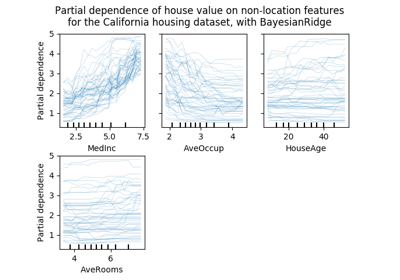 Partial dependence of house value on non-location features
for the California housing dataset, with BayesianRidge
Partial dependence
5
4
3
2
1
2.5 5.0 7.5
MedInc
2 3 4
AveOccup
20 40
HouseAge
Partial dependence
5
4
3
2
1
4 6
AveRooms